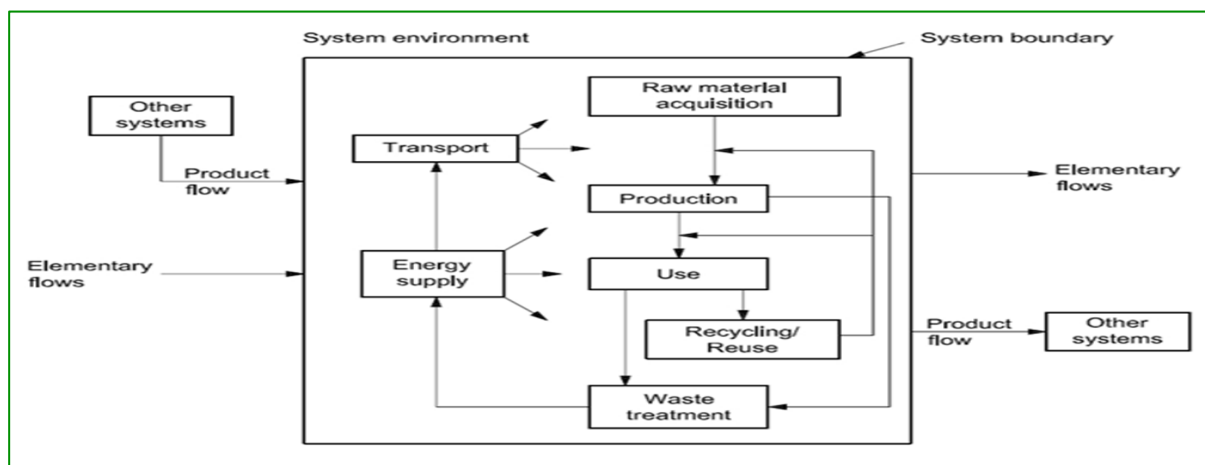 System environment
System boundary
Other
systems
Raw material
acquisition
Transport
Product
flow
Elementary
flows
Production
Elementary
flows
Energy
supply
Use
Recycling/
Reuse
Product
flow
Other
systems
Waste
treatment